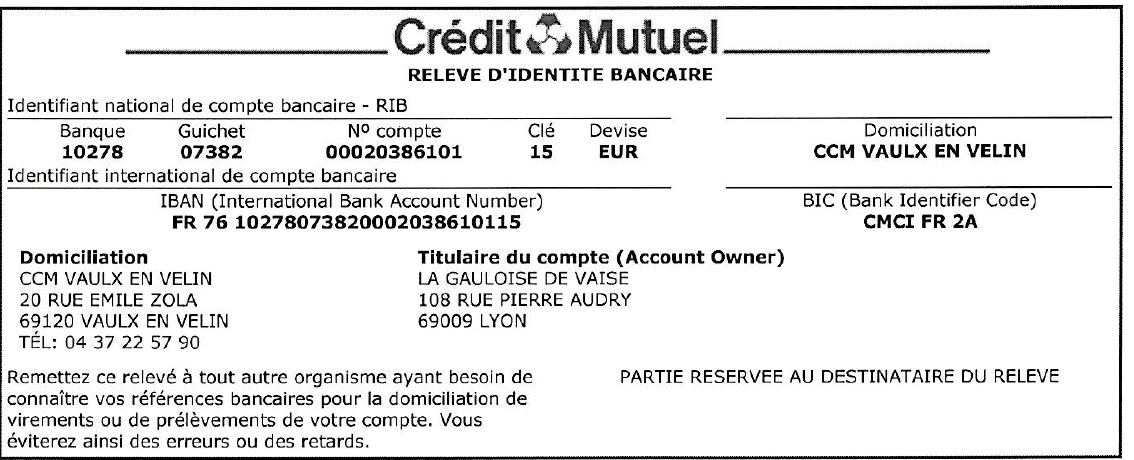 Crédit Mutuel
RELEVE D'IDENTITE BANCAIRE
Identifiant national de compte bancaire - RIB
Banque Guichet Nº compte Clé Devise Domiciliation
10278 07382 00020386101 15 EUR CCM VAULX EN VELIN
Identifiant international de compte bancaire
IBAN (International Bank Account Number) BIC (Bank Identifier Code)
FR 76 10278073820002038610115 CMCI FR 2A
Domiciliation Titulaire du compte (Account Owner)
CCM VAULX EN VELIN LA GAULOISE DE VAISE
20 RUE EMILE ZOLA 108 RUE PIERRE AUDRY
69120 VAULX EN VELIN 69009 LYON
TÉL: 04 37 22 57 90
Remettez ce relevé à tout autre organisme ayant besoin de PARTIE RESERVEE AU DESTINATAIRE DU RELEVE
connaître vos références bancaires pour la domiciliation de
virements ou de prélèvements de votre compte. Vous
éviterez ainsi des erreurs ou des retards.